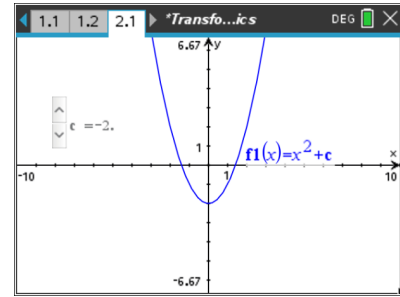 1.1 1.2 2.1 *Transfo...ics DEG
6.67 y
c =-2.
1 f1(x)=x²+c
x
-10 1 10
-6.67